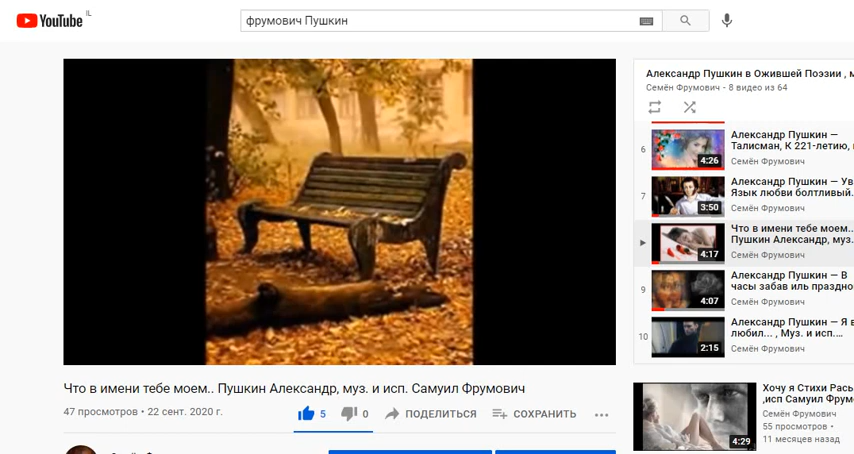 YouTube IL
фрумович Пушкин
Александр Пушкин в Ожившей Поэзии , м
Семён Фрумович - 8 видео из 64
6
Александр Пушкин —
Талисман, К 221-летию,
Семён Фрумович
4:26
7
Александр Пушкин — Ув
Язык любви болтливый.
Семён Фрумович
3:50
Что в имени тебе моем..
Пушкин Александр, муз.
Семён Фрумович
4:17
9
Александр Пушкин — В
часы забав иль праздно
Семён Фрумович
4:07
10
Александр Пушкин — Я в
любил... , Муз. и исп....
Семён Фрумович
2:15
Что в имени тебе моем.. Пушкин Александр, муз. и исп. Самуил Фрумович
47 просмотров • 22 сент. 2020 г.
5
0
ПОДЕЛИТЬСЯ
СОХРАНИТЬ
Хочу я Стихи Рась
,исп Самуил Фрум
Семён Фрумович
55 просмотров •
11 месяцев назад
4:29